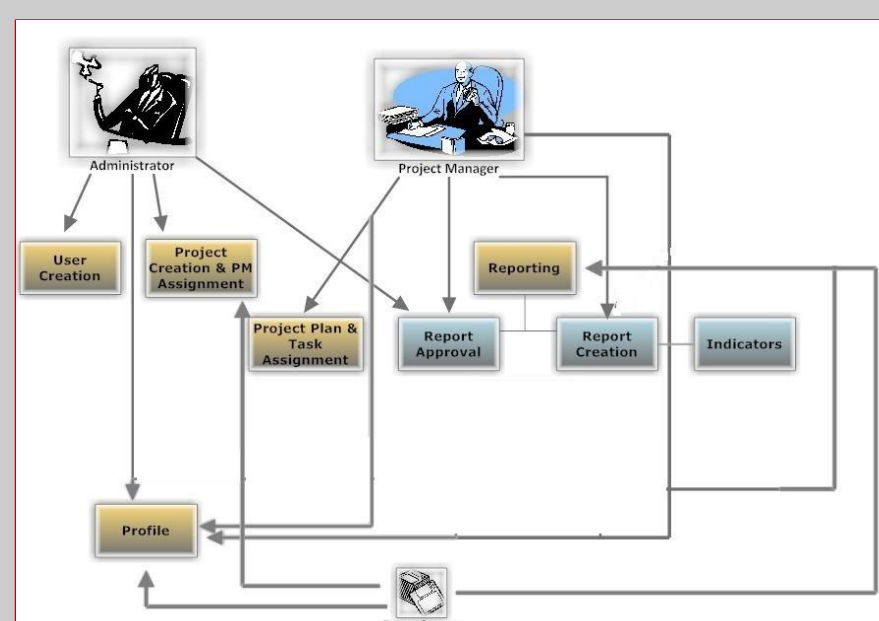 Administrator
Project Manager
User
Creation
Project
Creation & PM
Assignment
Reporting
Project Plan &
Task
Assignment
Report
Approval
Report
Creation
Indicators
Profile